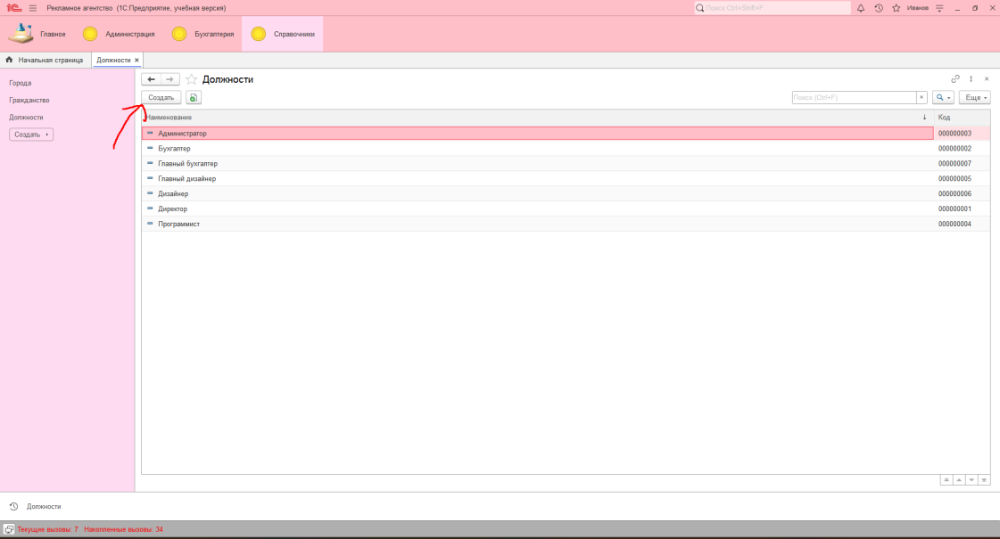 1С Рекламное агентство (1С:Предприятие, учебная версия) Поиск Ctrl+Shift+F Иванов
Главное Администрация Бухгалтерия Справочники
Начальная страница Должности ×
Города
Гражданство
Должности
Создать
Должности
Создать Поиск (Ctrl+F) × Еще
Наименование ↓ Код
Администратор 000000003
Бухгалтер 000000002
Главный бухгалтер 000000007
Главный дизайнер 000000005
Дизайнер 000000006
Директор 000000001
Программист 000000004
Должности
Текущие вызовы: 7 Накопленные вызовы: 34